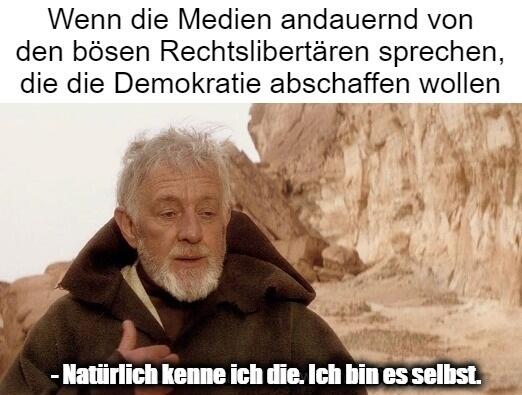 Wenn die Medien andauernd von
den bösen Rechtslibertären sprechen,
die die Demokratie abschaffen wollen
- Natürlich kenne ich die. Ich bin es selbst.